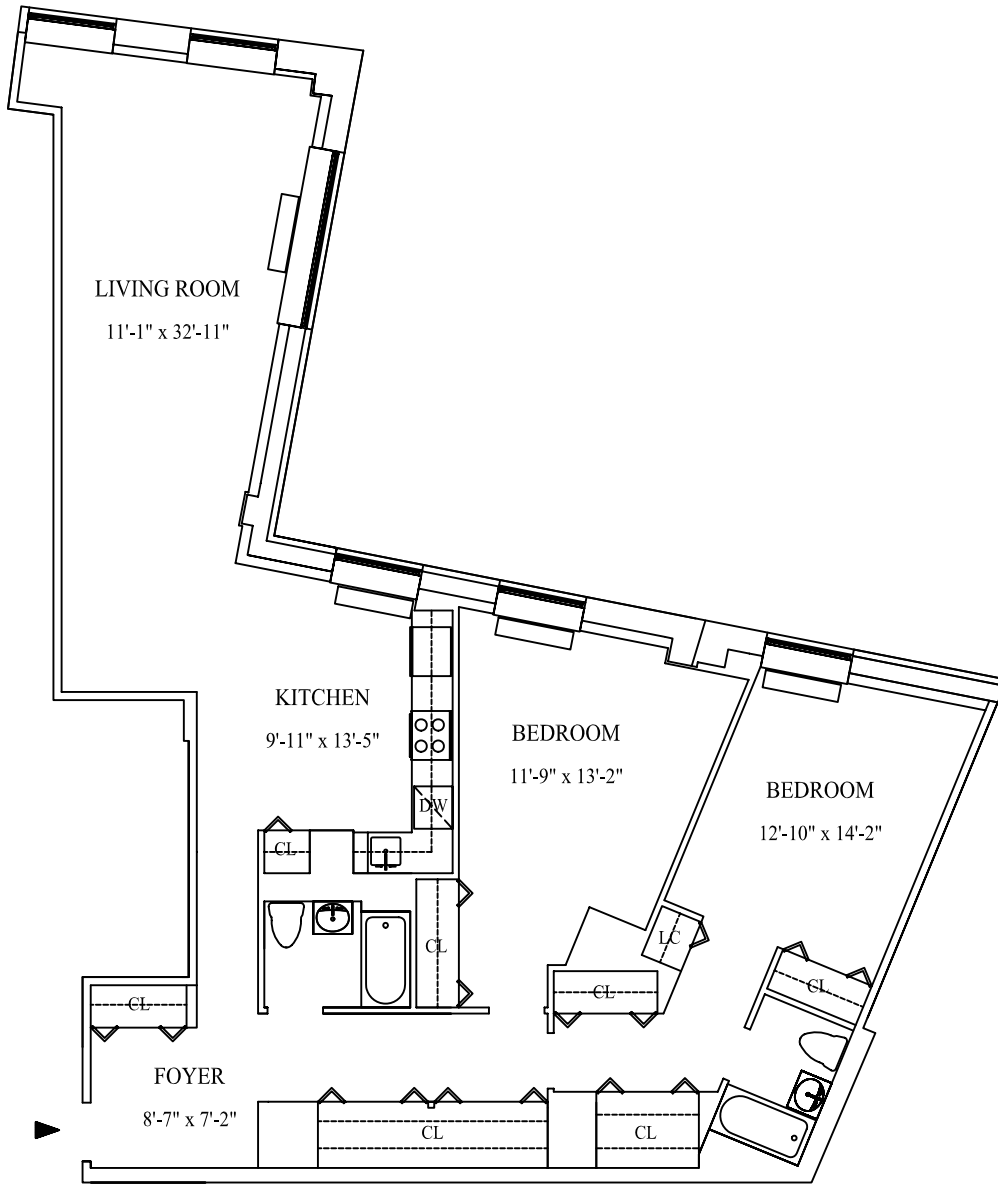 LIVING ROOM
11'-1" x 32'-11"
KITCHEN
9'-11" x 13'-5"
BEDROOM
11'-9" x 13'-2"
BEDROOM
12'-10" x 14'-2"
DW
CL
LC
CL
CL
CL
CL
FOYER
8'-7" x 7'-2"
CL
CL